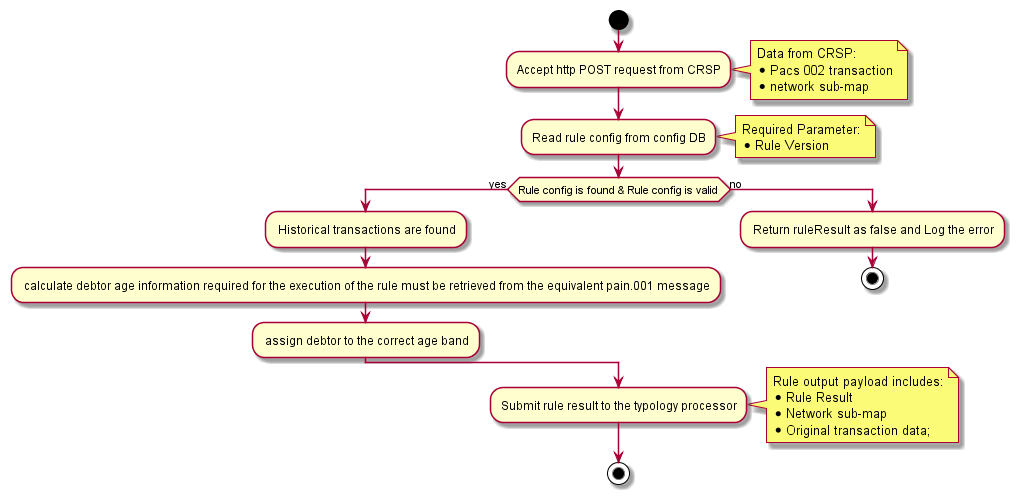 Accept http POST request from CRSP
Data from CRSP:
• Pacs 002 transaction
• network sub-map
Read rule config from config DB
Required Parameter:
• Rule Version
yes
Rule config is found & Rule config is valid
no
Historical transactions are found
Return ruleResult as false and Log the error
calculate debtor age information required for the execution of the rule must be retrieved from the equivalent pain.001 message
assign debtor to the correct age band
Submit rule result to the typology processor
Rule output payload includes:
• Rule Result
• Network sub-map
• Original transaction data;